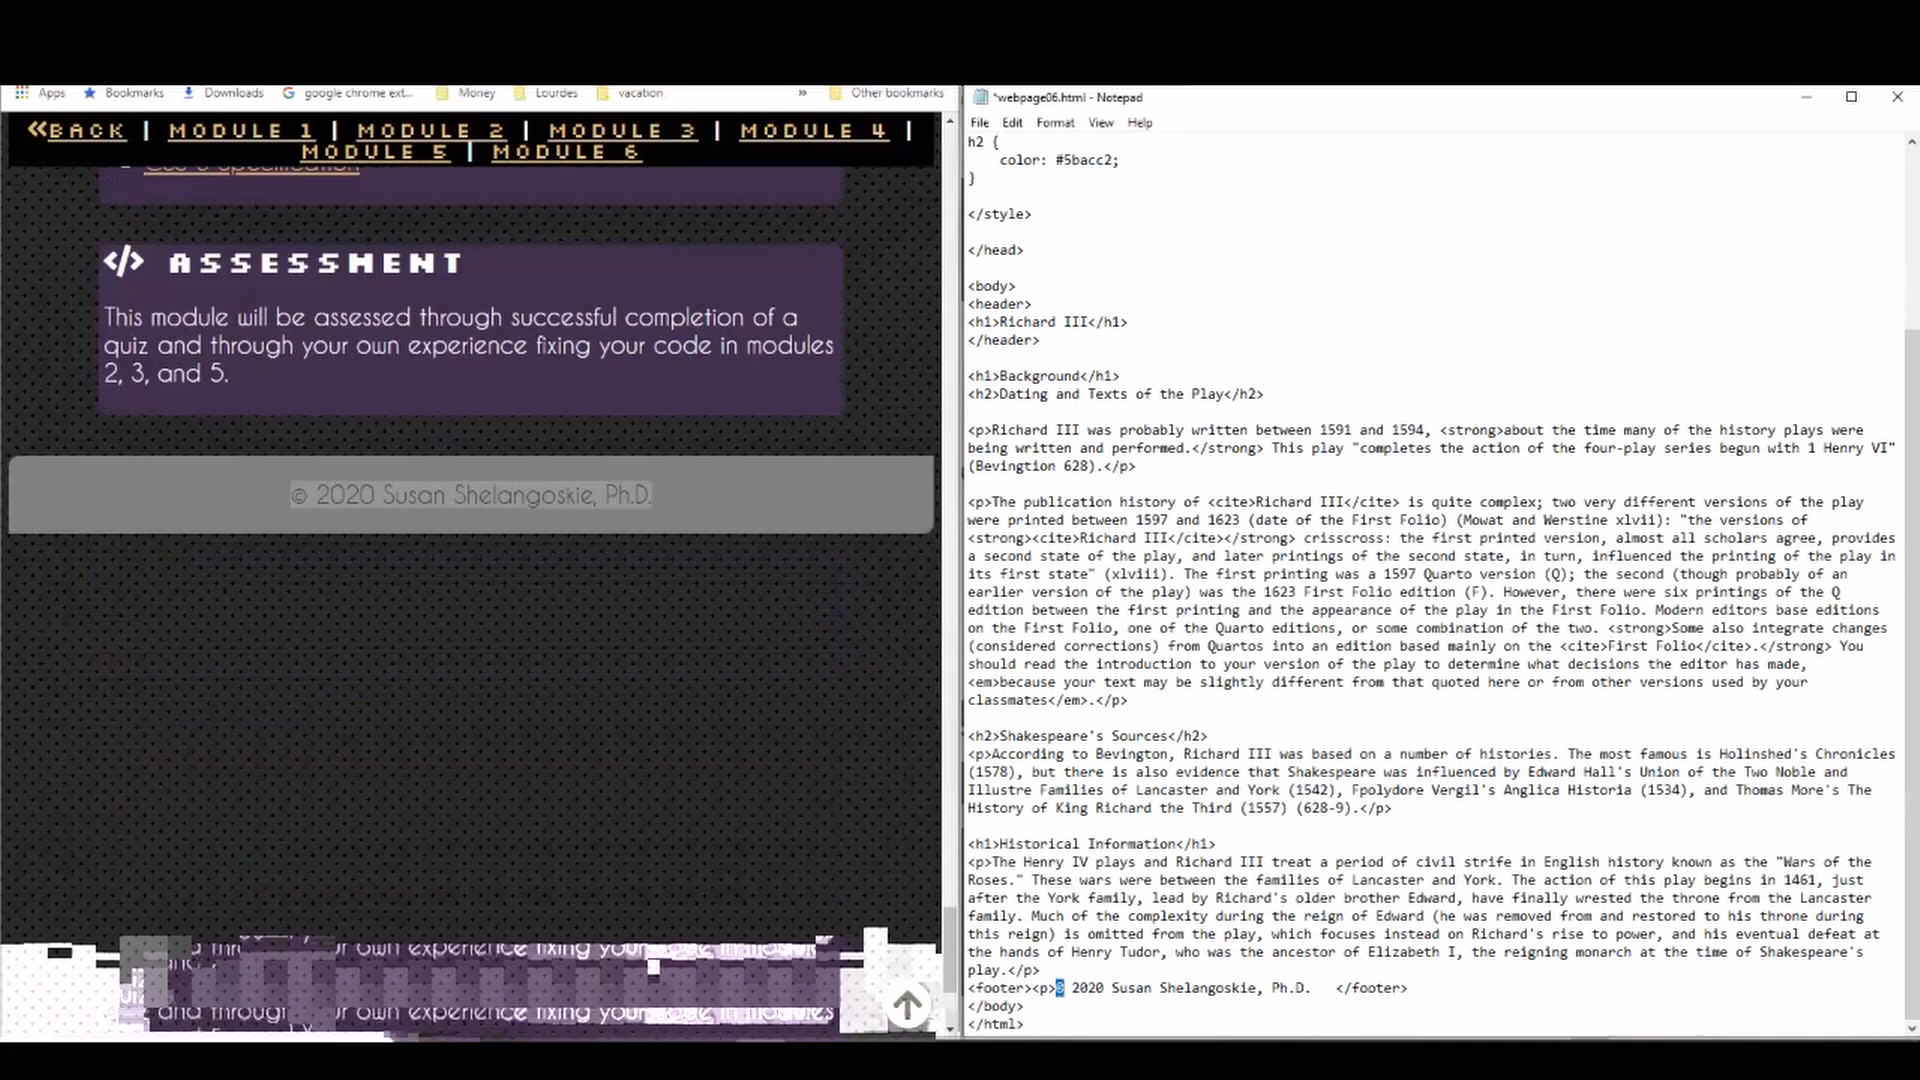 Apps Bookmarks Downloads google chrome ext... Money Lourdes vacation » Other bookmarks
«BACK | MODULE 1 | MODULE 2 | MODULE 3 | MODULE 4 |
MODULE 5 | MODULE 6
</> ASSESSMENT
This module will be assessed through successful completion of a
quiz and through your own experience fixing your code in modules
2, 3, and 5.
© 2020 Susan Shelangoskie, Ph.D.
your own experience fixing your code in modules
and through your own experience fixing your code in modules
*webpage06.html - Notepad
File Edit Format View Help
h2 {
color: #5bacc2;
}
</style>
</head>
<body>
<header>
<h1>Richard III</h1>
</header>
<h1>Background</h1>
<h2>Dating and Texts of the Play</h2>
<p>Richard III was probably written between 1591 and 1594, <strong>about the time many of the history plays were
being written and performed.</strong> This play "completes the action of the four-play series begun with 1 Henry VI"
(Bevingtion 628).</p>
<p>The publication history of <cite>Richard III</cite> is quite complex; two very different versions of the play
were printed between 1597 and 1623 (date of the First Folio) (Mowat and Werstine xlvii): "the versions of
<strong><cite>Richard III</cite></strong> crisscross: the first printed version, almost all scholars agree, provides
a second state of the play, and later printings of the second state, in turn, influenced the printing of the play in
its first state" (xlviii). The first printing was a 1597 Quarto version (Q); the second (though probably of an
earlier version of the play) was the 1623 First Folio edition (F). However, there were six printings of the Q
edition between the first printing and the appearance of the play in the First Folio. Modern editors base editions
on the First Folio, one of the Quarto editions, or some combination of the two. <strong>Some also integrate changes
(considered corrections) from Quartos into an edition based mainly on the <cite>First Folio</cite>.</strong> You
should read the introduction to your version of the play to determine what decisions the editor has made,
<em>because your text may be slightly different from that quoted here or from other versions used by your
classmates</em>.</p>
<h2>Shakespeare's Sources</h2>
<p>According to Bevington, Richard III was based on a number of histories. The most famous is Holinshed's Chronicles
(1578), but there is also evidence that Shakespeare was influenced by Edward Hall's Union of the Two Noble and
Illustre Families of Lancaster and York (1542), Fpolydore Vergil's Anglica Historia (1534), and Thomas More's The
History of King Richard the Third (1557) (628-9).</p>
<h1>Historical Information</h1>
<p>The Henry IV plays and Richard III treat a period of civil strife in English history known as the "Wars of the
Roses." These wars were between the families of Lancaster and York. The action of this play begins in 1461, just
after the York family, lead by Richard's older brother Edward, have finally wrested the throne from the Lancaster
family. Much of the complexity during the reign of Edward (he was removed from and restored to his throne during
this reign) is omitted from the play, which focuses instead on Richard's rise to power, and his eventual defeat at
the hands of Henry Tudor, who was the ancestor of Elizabeth I, the reigning monarch at the time of Shakespeare's
play.</p>
<footer><p>© 2020 Susan Shelangoskie, Ph.D. </footer>
</body>
</html>